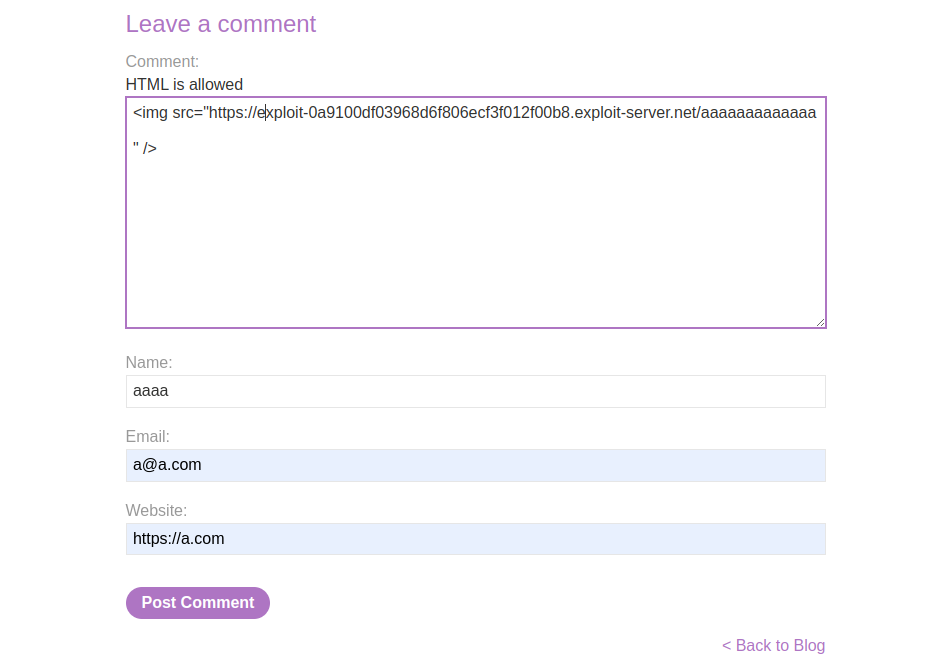 Leave a comment
Comment:
HTML is allowed
<img src="https://exploit-0a9100df03968d6f806ecf3f012f00b8.exploit-server.net/aaaaaaaaaaaaa
" />
Name:
aaaa
Email:
a@a.com
Website:
https://a.com
Post Comment
< Back to Blog